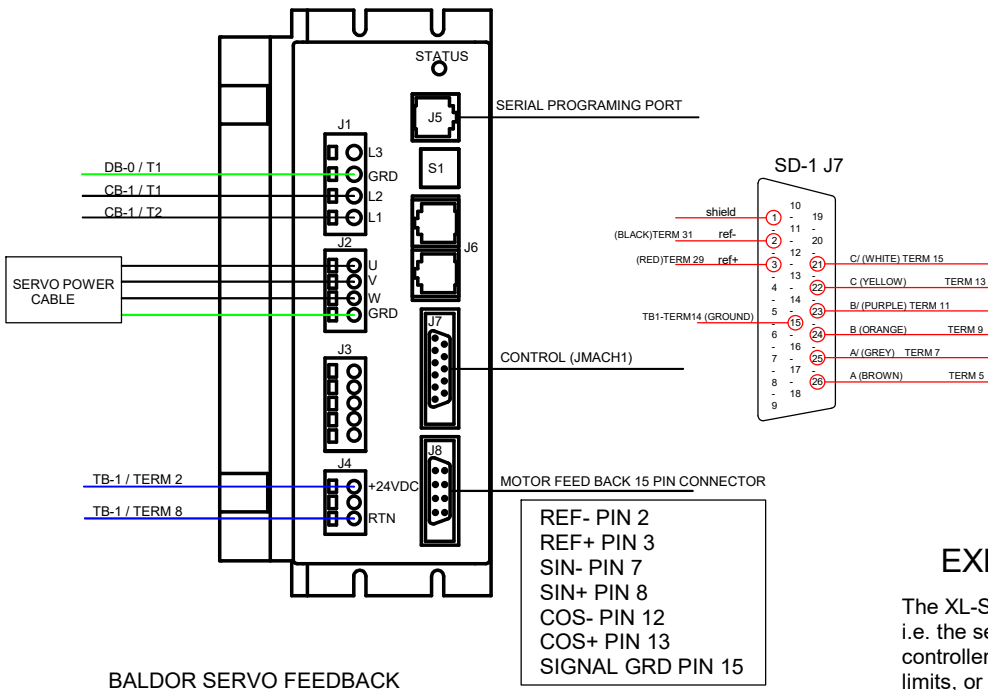 STATUS
SERIAL PROGRAMING PORT
J5
J1
L3
S1
DB-0 / T1
GRD
CB-1 / T1
L2
CB-1 / T2
L1
J2
J6
U
SERVO POWER
CABLE
V
W
GRD
J7
J3
CONTROL (JMACH1)
J4
J8
TB-1 / TERM 2
+24VDC
MOTOR FEED BACK 15 PIN CONNECTOR
TB-1 / TERM 8
RTN
REF- PIN 2
REF+ PIN 3
SIN- PIN 7
SIN+ PIN 8
COS- PIN 12
COS+ PIN 13
SIGNAL GRD PIN 15
BALDOR SERVO FEEDBACK
SD-1 J7
10
shield
1
-
19
11
-
(BLACK)TERM 31
ref-
2
-
20
12
-
(RED)TERM 29
ref+
3
-
21
C/ (WHITE) TERM 15
-
13
4
-
22
C (YELLOW)
TERM 13
-
14
5
-
23
B/ (PURPLE) TERM 11
TB1-TERM14 (GROUND)
-
15
-
6
-
24
B (ORANGE)
TERM 9
-
16
-
7
-
25
A/ (GREY)
TERM 7
-
17
-
8
-
26
A (BROWN)
TERM 5
-
18
9
EXI
The XL-S
i.e. the se
controller
limits, or